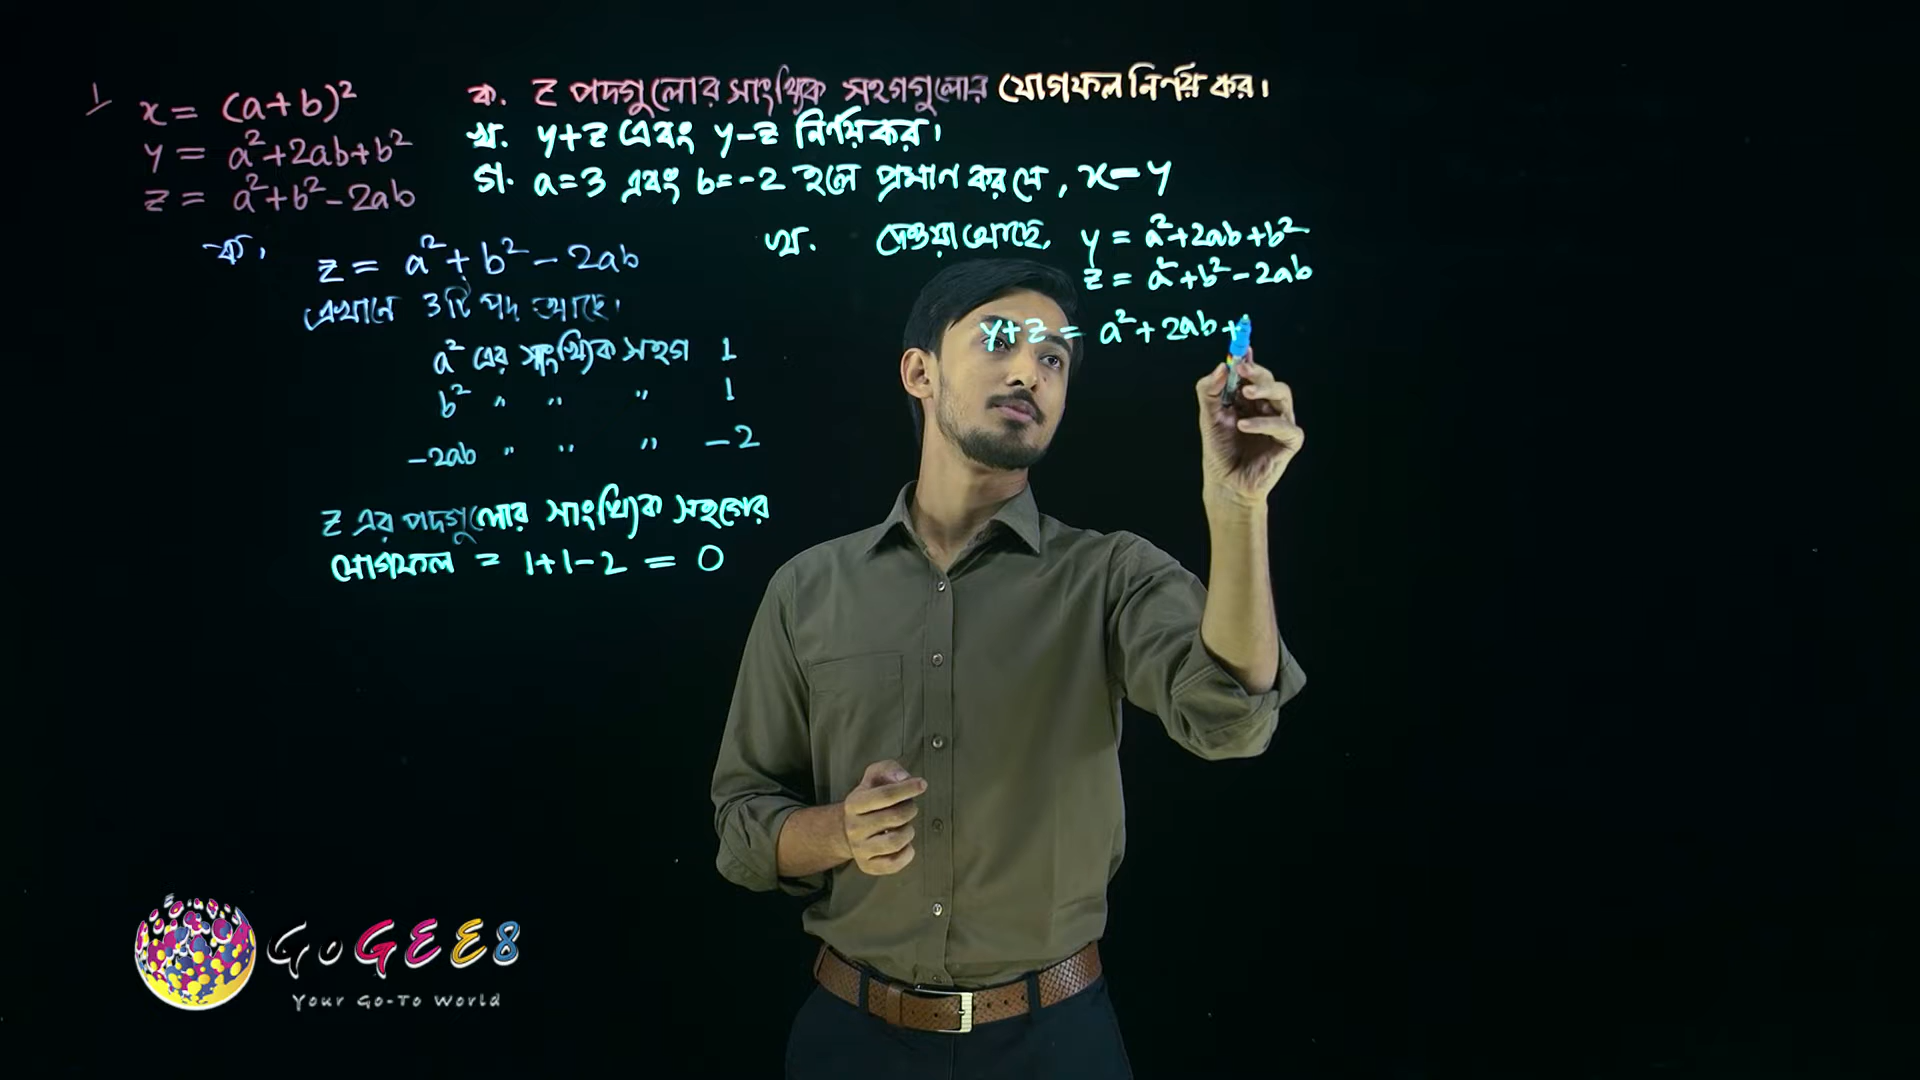 1
x = (a+b)²
y = a²+2ab+b²
z = a²+b²-2ab
ক. z পদগুলোর সাংখ্যিক সহগগুলোর যোগফল নির্ণয় কর।
খ. y+z এবং y-z নির্ণয় কর।
গ. a=3 এবং b=-2 হলে প্রমাণ কর যে, x=y
ক.
z = a²+b²-2ab
এখানে 3টি পদ আছে।
a² এর সাংখ্যিক সহগ 1
b² " " " 1
-2ab " " " -2
z এর পদগুলোর সাংখ্যিক সহগের
যোগফল = 1+1-2 = 0
খ. দেওয়া আছে, y = a²+2ab+b²
z = a²+b²-2ab
y+z = a²+2ab+
GoGEE8
Your Go-To World